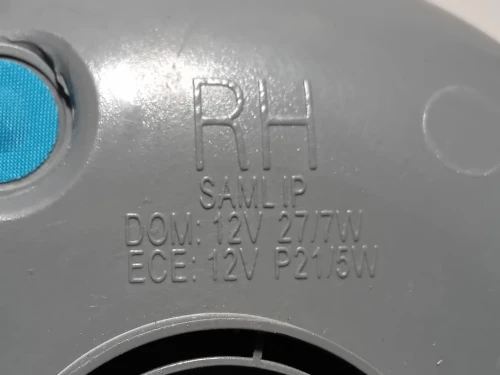 RH
SAMLIP
DOM: 12V 27/7W
ECE: 12V P21/5W